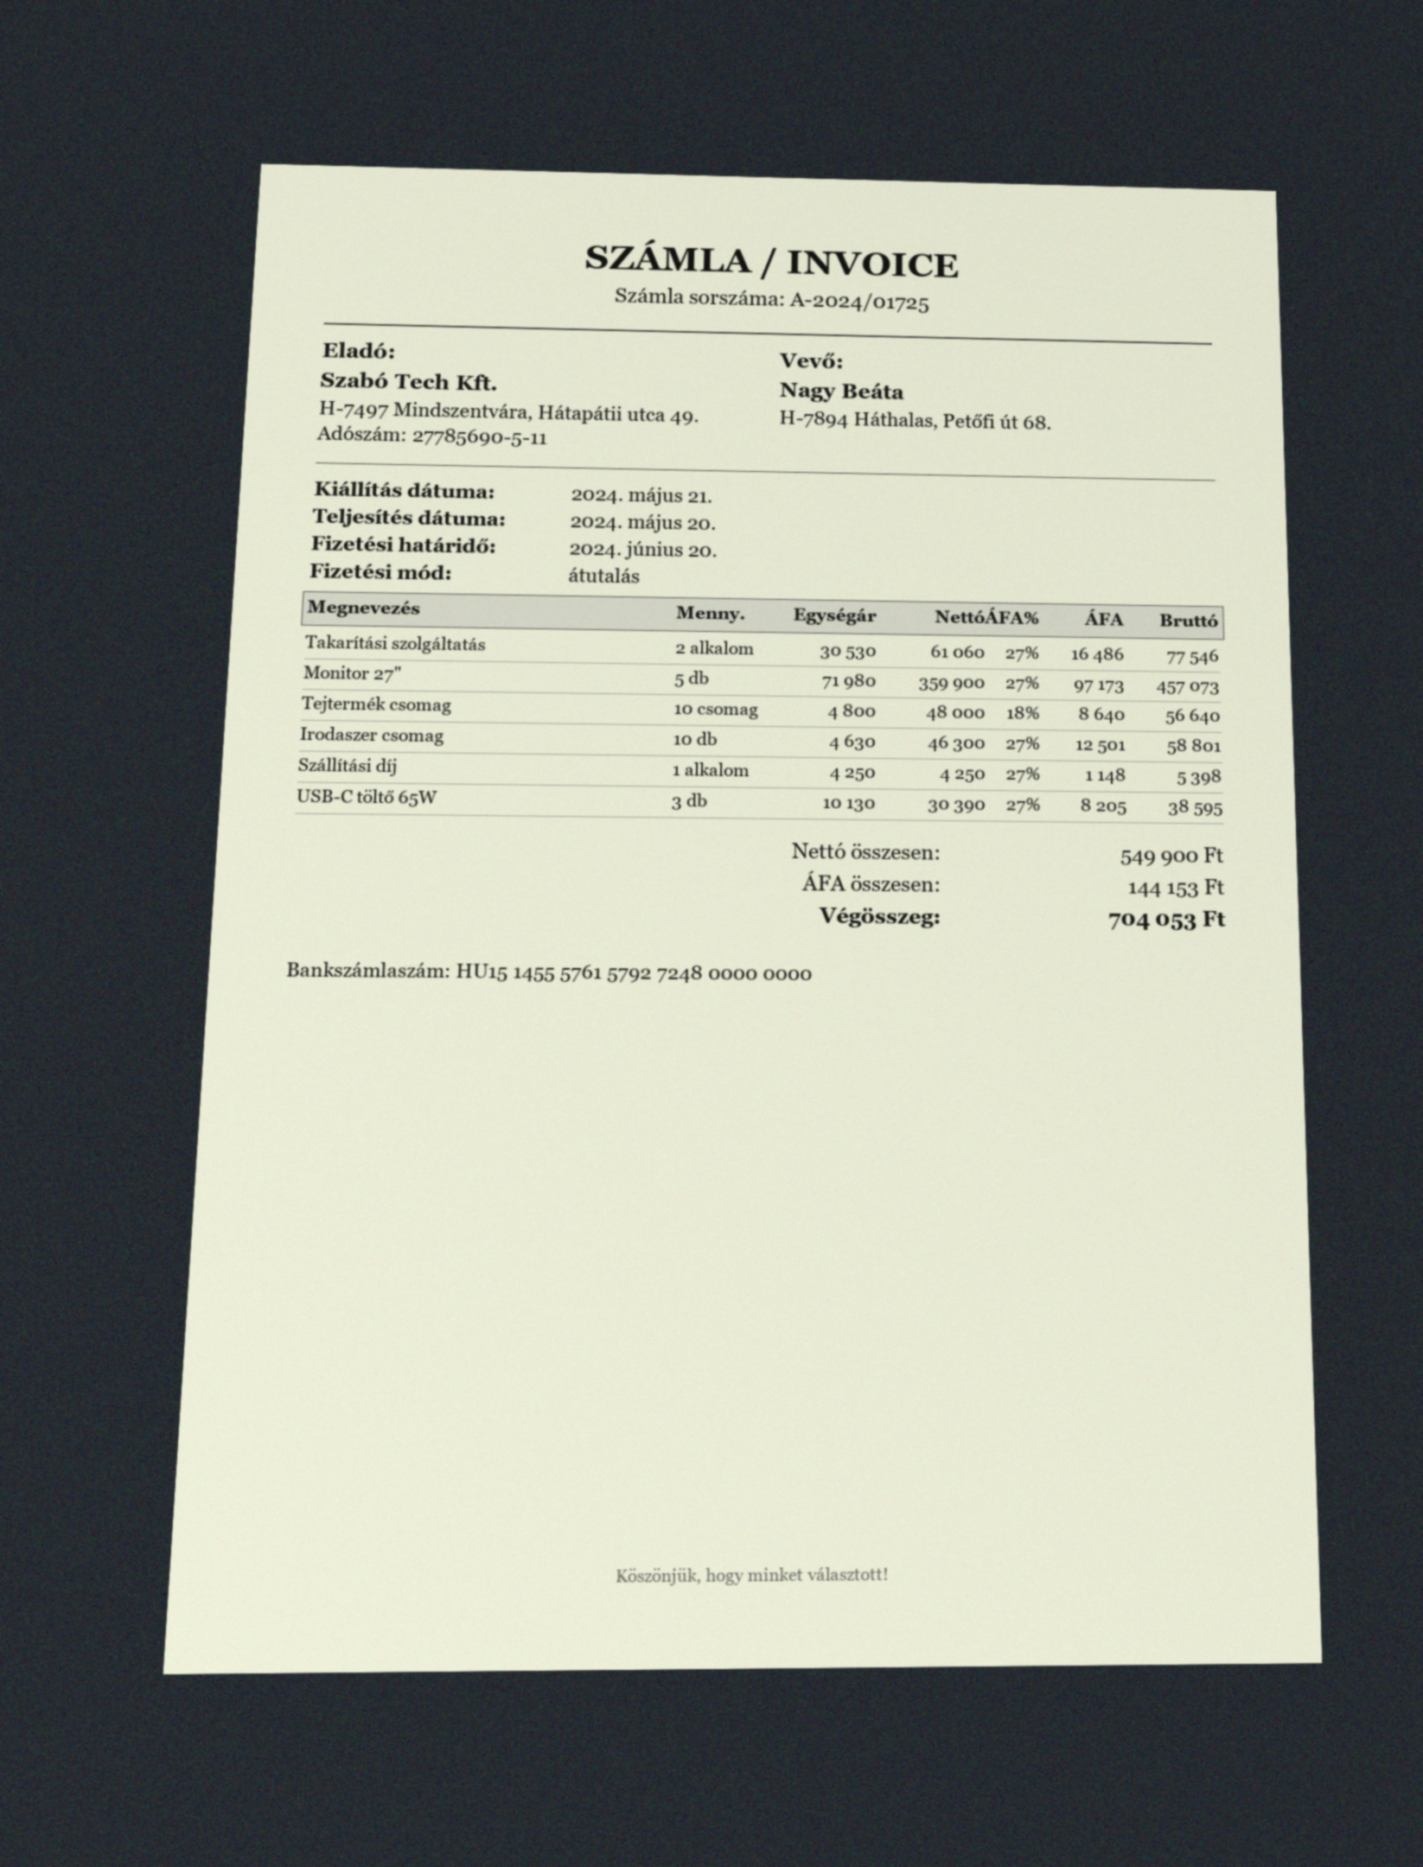 SZÁMLA / INVOICE
Számla sorszáma: A-2024/01725
Eladó:
Szabó Tech Kft.
H-7497 Mindszentvára, Hátapátii utca 49.
Adószám: 27785690-5-11
Vevő:
Nagy Beáta
H-7894 Háthalas, Petőfi út 68.
Kiállítás dátuma: 2024. május 21.
Teljesítés dátuma: 2024. május 20.
Fizetési határidő: 2024. június 20.
Fizetési mód: átutalás
Megnevezés Menny. Egységár Nettó ÁFA% ÁFA Bruttó
Takarítási szolgáltatás 2 alkalom 30 530 61 060 27% 16 486 77 546
Monitor 27" 5 db 71 980 359 900 27% 97 173 457 073
Tejtermék csomag 10 csomag 4 800 48 000 18% 8 640 56 640
Irodaszer csomag 10 db 4 630 46 300 27% 12 501 58 801
Szállítási díj 1 alkalom 4 250 4 250 27% 1 148 5 398
USB-C töltő 65W 3 db 10 130 30 390 27% 8 205 38 595
Nettó összesen: 549 900 Ft
ÁFA összesen: 144 153 Ft
Végösszeg: 704 053 Ft
Bankszámlaszám: HU15 1455 5761 5792 7248 0000 0000
Köszönjük, hogy minket választott!